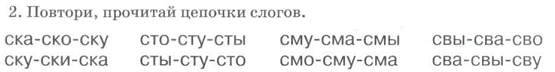 2. Повтори, прочитай цепочки слогов.
ска-ско-ску сто-сту-сты сму-сма-смы свы-сва-сво
ску-ски-ска сты-сту-сто смо-сму-сма сва-свы-сву